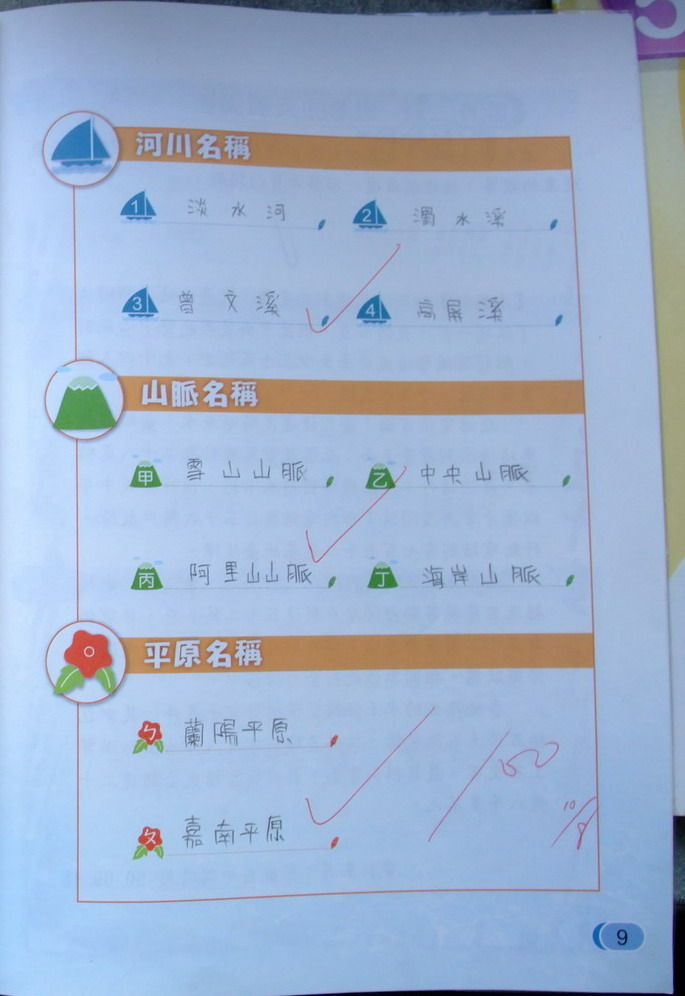 河川名稱
1 淡水河 2 濁水溪
3 曾文溪 4 高屏溪
山脈名稱
甲 雪山山脈 乙 中央山脈
丙 阿里山山脈 丁 海岸山脈
平原名稱
ㄅ 蘭陽平原
ㄆ 嘉南平原
10/8
9